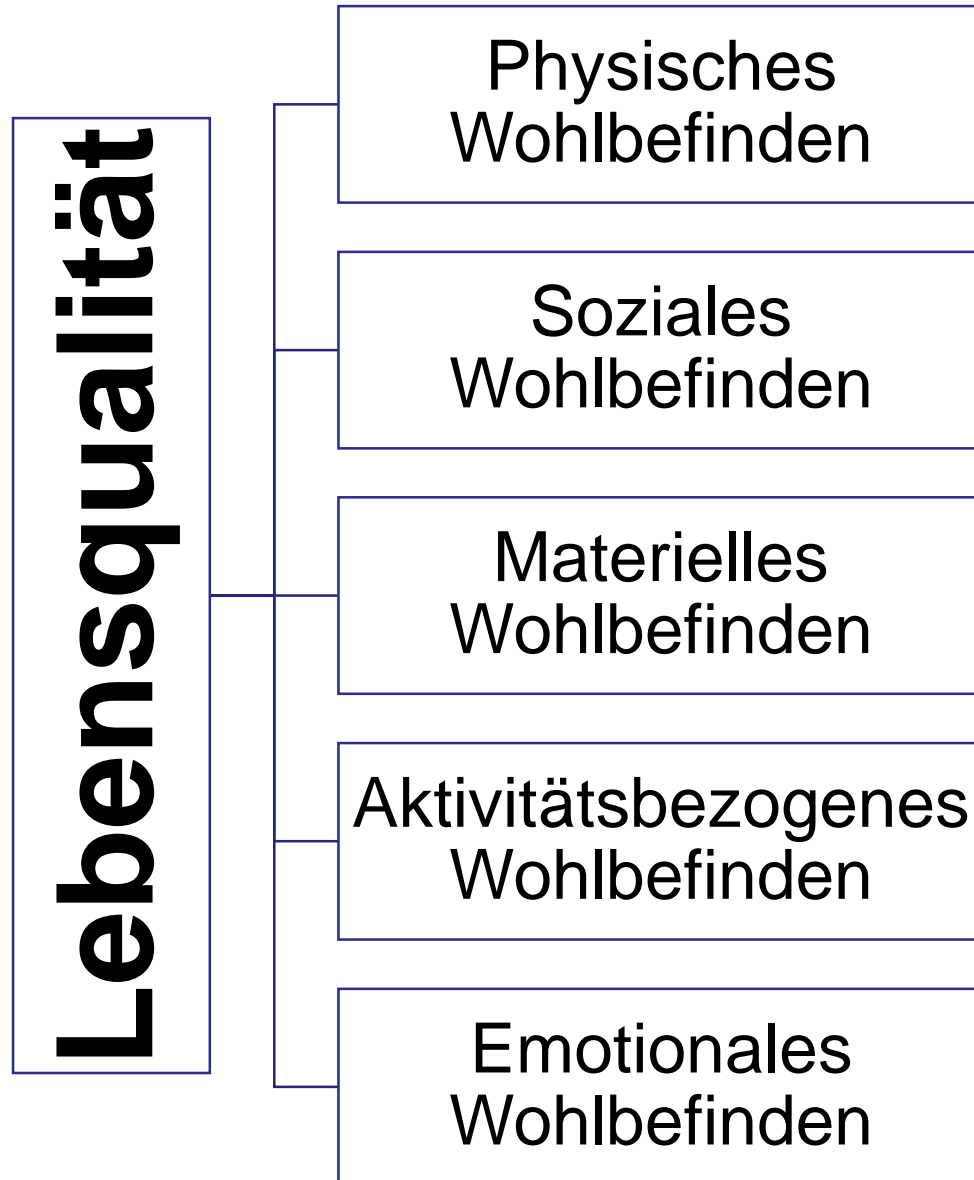 Lebensqualität
Physisches
Wohlbefinden
Soziales
Wohlbefinden
Materielles
Wohlbefinden
Aktivitätsbezogenes
Wohlbefinden
Emotionales
Wohlbefinden